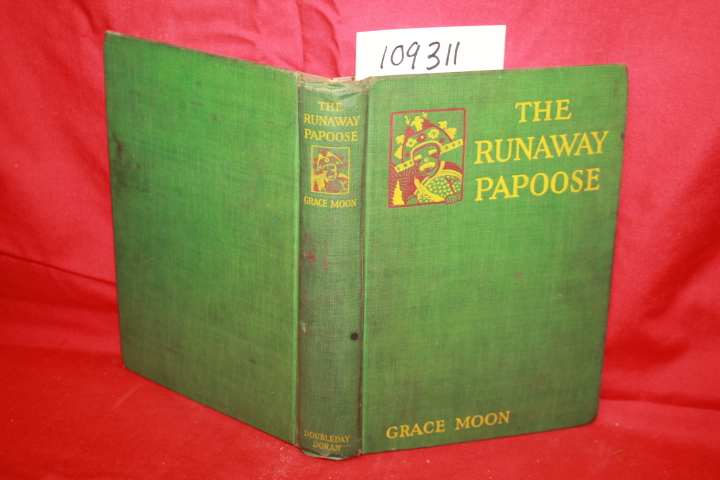 109311
THE
RUNAWAY
PAPOOSE
GRACE MOON
DOUBLEDAY
DORAN
THE
RUNAWAY
PAPOOSE
GRACE MOON